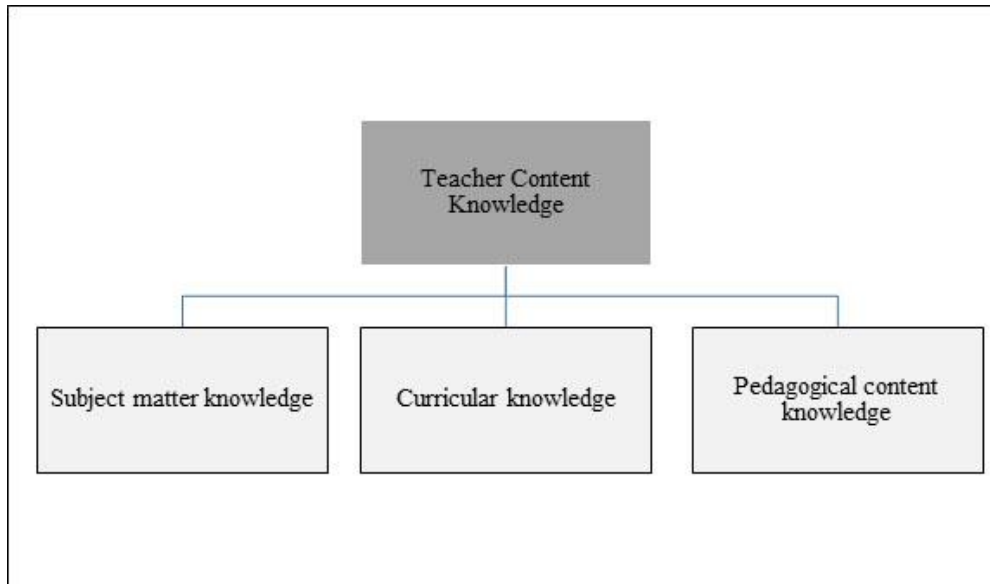 Teacher Content
Knowledge
Subject matter knowledge
Curricular knowledge
Pedagogical content
knowledge